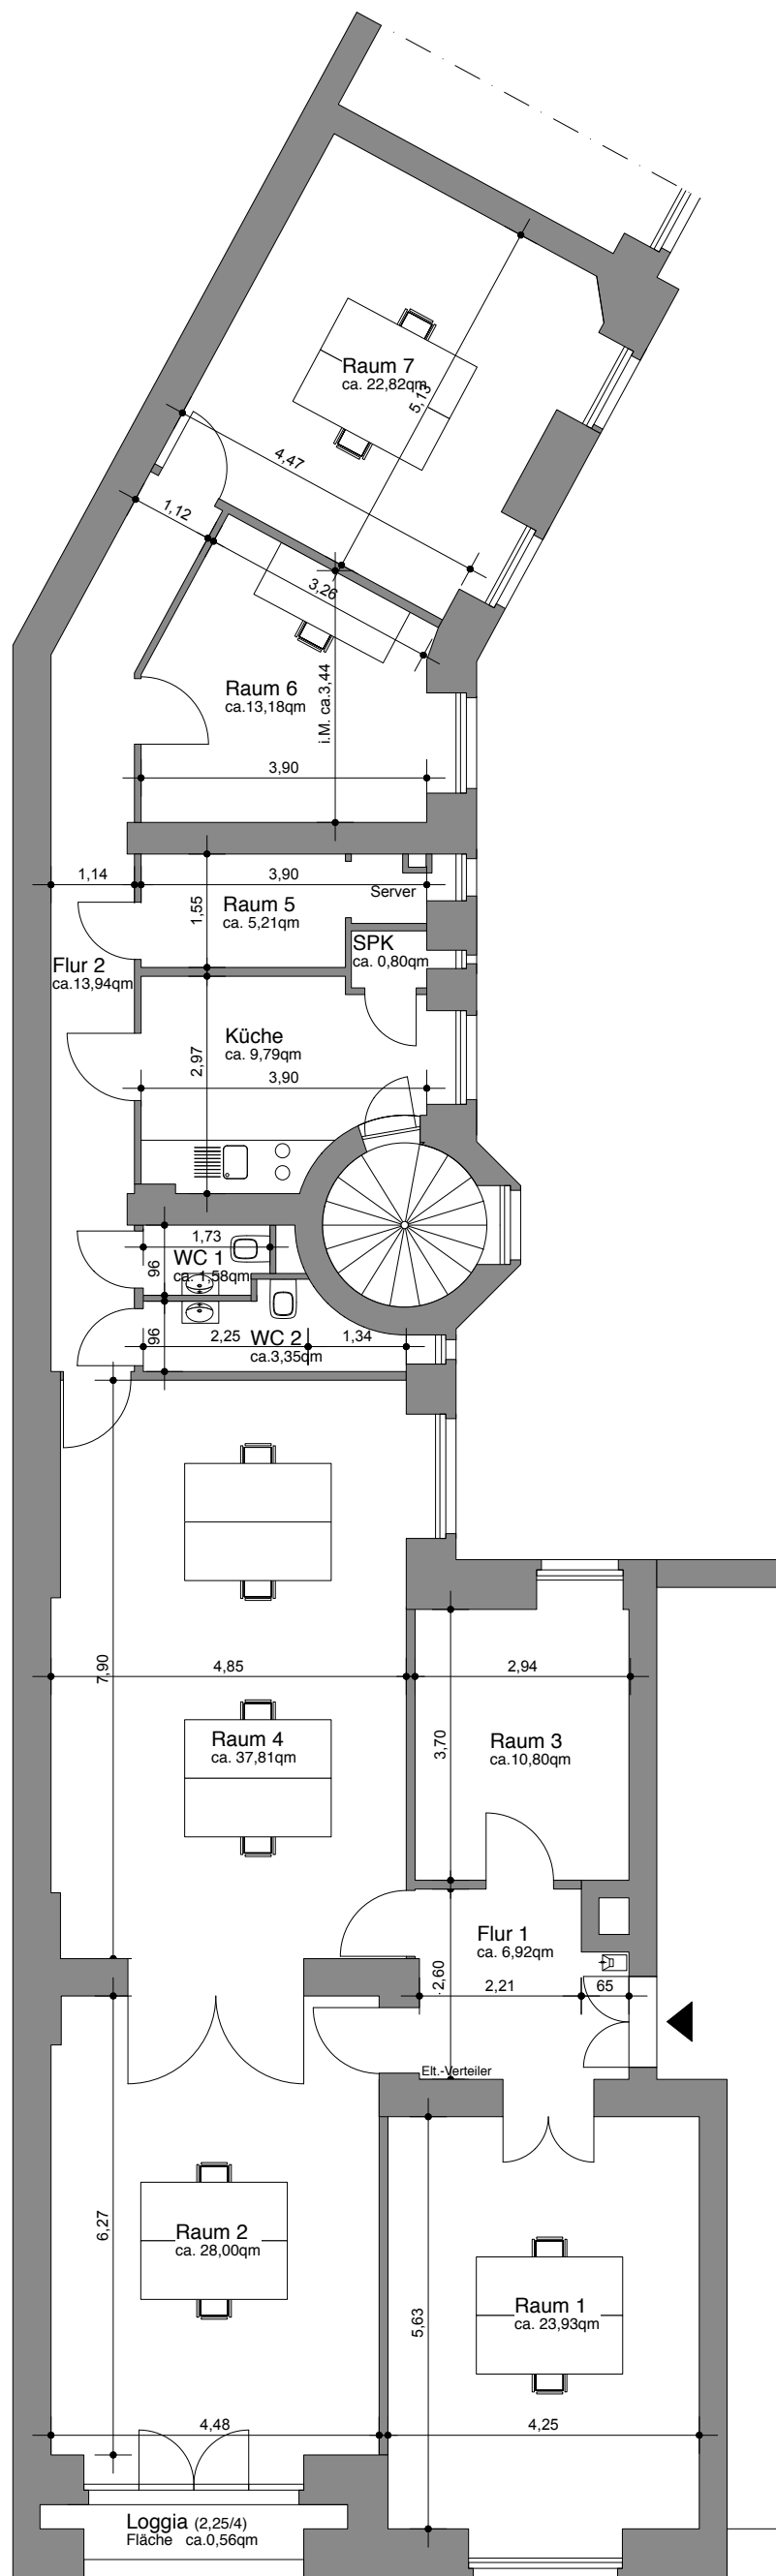 Raum 7
ca. 22,82qm
5,13
4,47
1,12
3,26
Raum 6
ca.13,18qm
i.M. ca.3,44
3,90
1,14
3,90
Server
1,55
Raum 5
ca. 5,21qm
SPK
ca. 0,80qm
Flur 2
ca.13,94qm
Küche
ca. 9,79qm
2,97
3,90
1,73
WC 1
ca. 1,58qm
96
96
2,25
WC 2
1,34
ca.3,35qm
7,90
4,85
2,94
Raum 4
ca. 37,81qm
3,70
Raum 3
ca.10,80qm
Flur 1
ca. 6,92qm
2,60
2,21
65
Elt.-Verteiler
6,27
Raum 2
ca. 28,00qm
5,63
Raum 1
ca. 23,93qm
4,48
4,25
Loggia (2,25/4)
Fläche ca.0,56qm